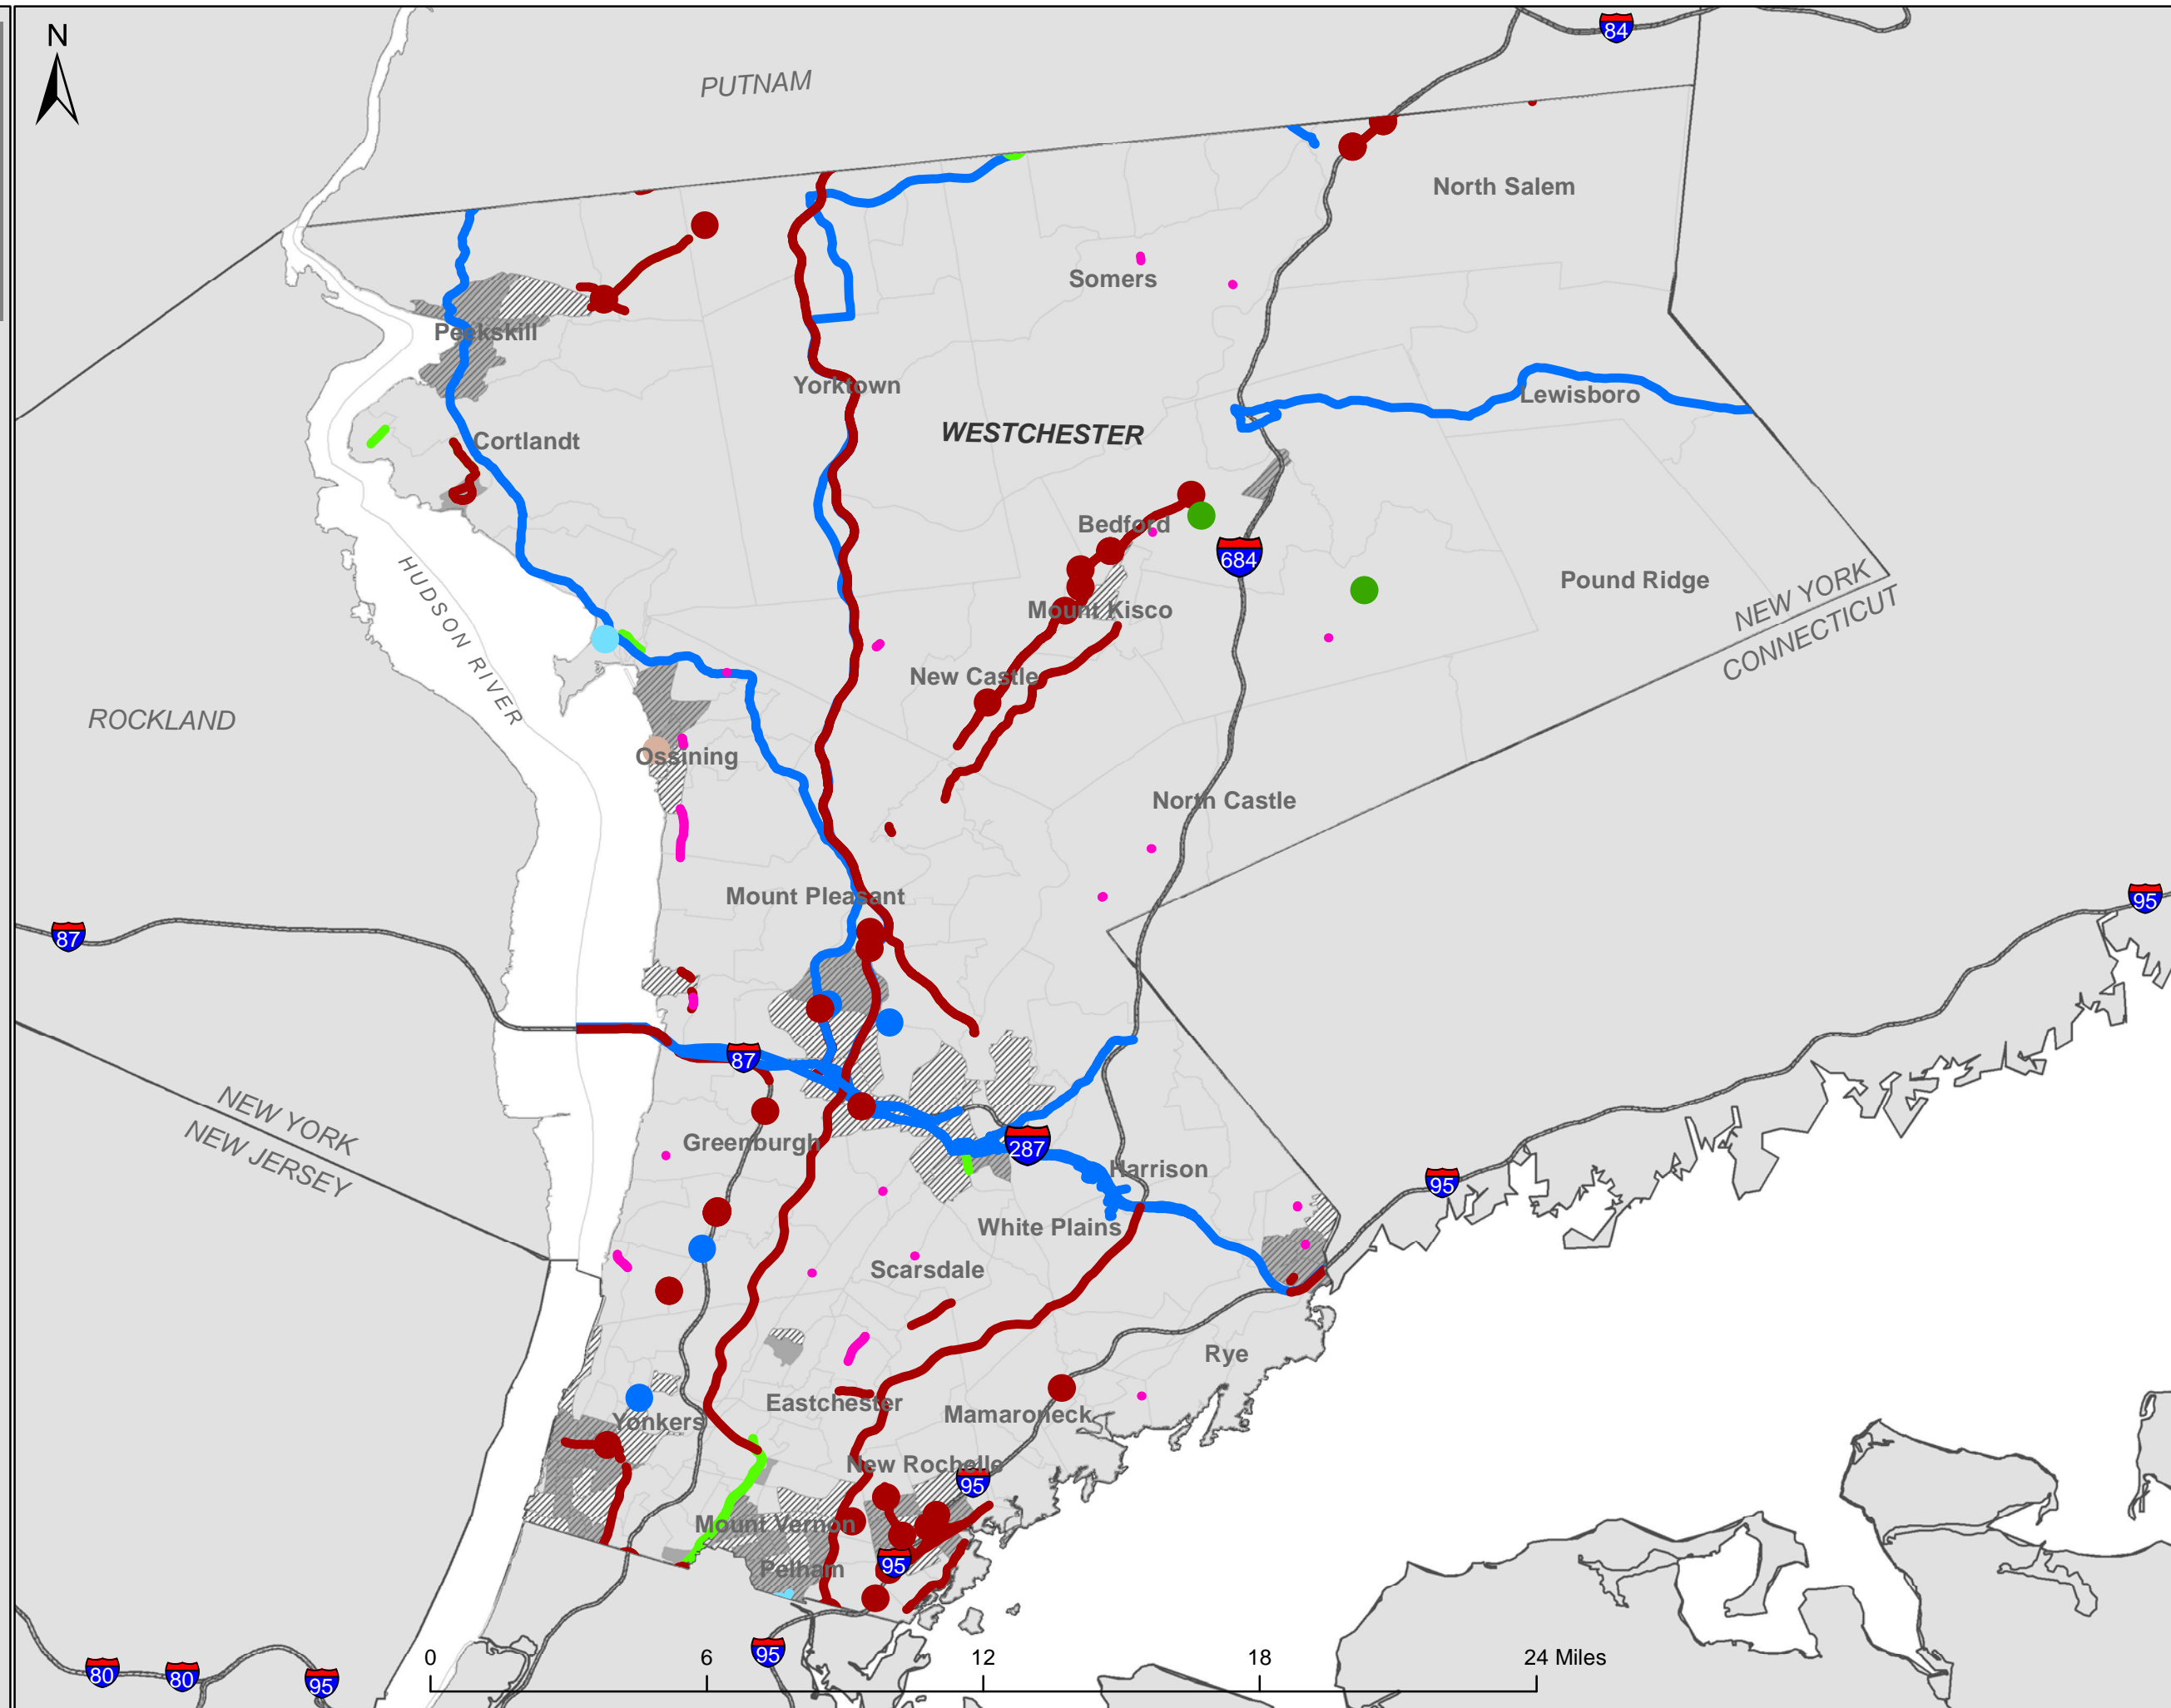 N
84
PUTNAM
North Salem
Somers
Peekskill
Yorktown
Lewisboro
WESTCHESTER
Cortlandt
Bedford
684
HUDSON RIVER
Pound Ridge
NEW YORK
CONNECTICUT
Mount Kisco
New Castle
ROCKLAND
Ossining
North Castle
Mount Pleasant
95
87
87
NEW YORK
NEW JERSEY
Greenburgh
287
Harrison
95
White Plains
Scarsdale
Rye
Eastchester
Mamaroneck
Yonkers
New Rochelle
95
Mount Vernon
Pelham
95
0 6 12 18 24 Miles
95
80
80
95